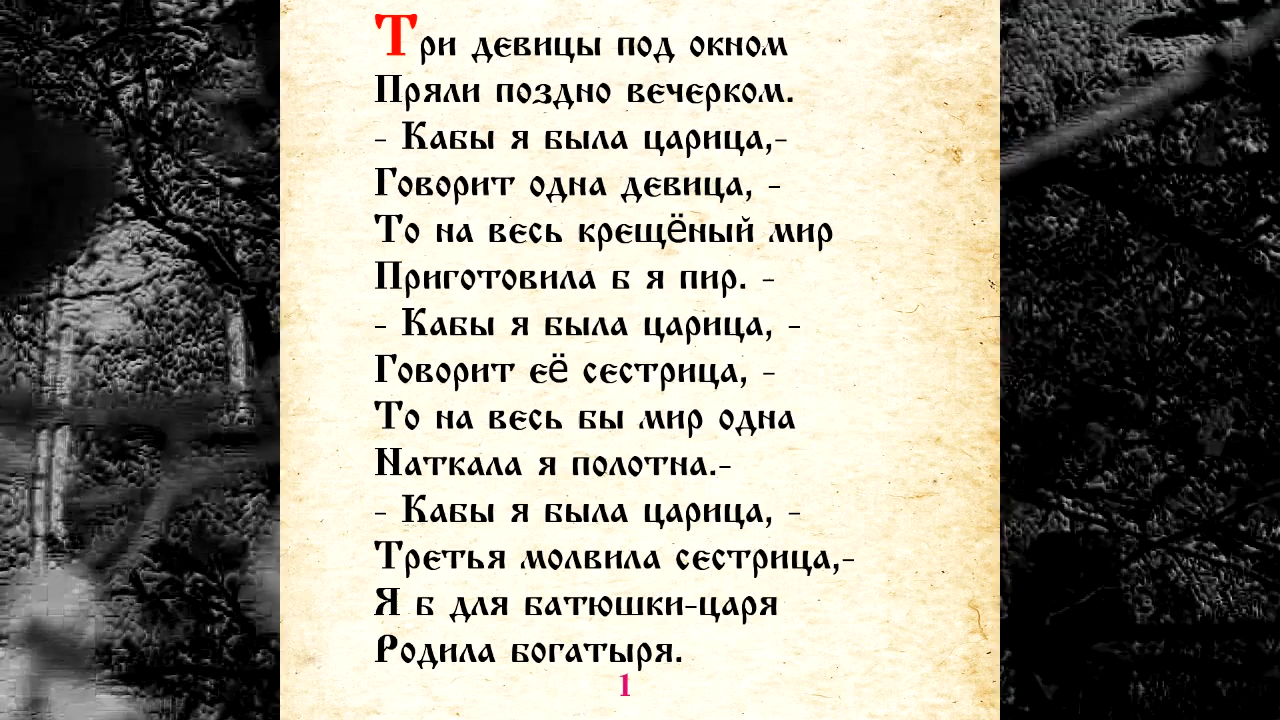 Три девицы под окном
Пряли поздно вечерком.
- Кабы я была царица,-
Говорит одна девица, -
То на весь крещёный мир
Приготовила б я пир. -
- Кабы я была царица, -
Говорит её сестрица, -
То на весь бы мир одна
Наткала я полотна.-
- Кабы я была царица, -
Третья молвила сестрица,-
Я б для батюшки-царя
Родила богатыря.
1